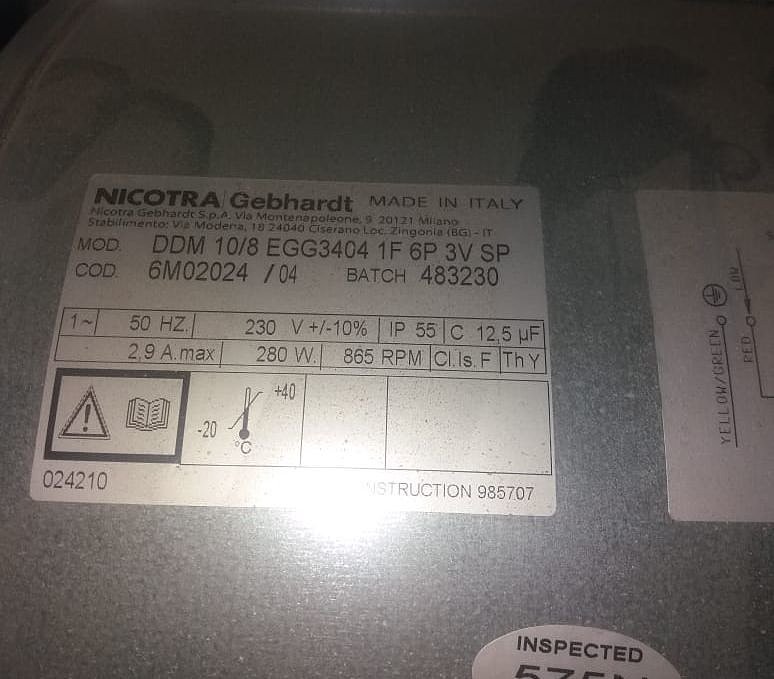 NICOTRA Gebhardt MADE IN ITALY
Nicotra Gebhardt S.p.A. Via Montenapoleone, 9 20121 Milano
Stabilimento: Via Modena, 18 24040 Ciserano Loc. Zingonia (BG) - IT
MOD. DDM 10/8 EGG3404 1F 6P 3V SP
COD. 6M02024 /04 BATCH 483230
1~ 50 HZ. 230 V +/-10% IP 55 C 12,5 µF
2,9 A.max 280 W. 865 RPM Cl.Is. F Th Y
-20 +40
°C
024210 INSTRUCTION 985707
YELLOW/GREEN
RED LOW
INSPECTED